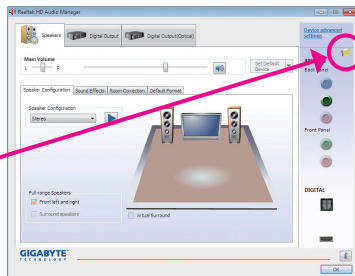 Realtek HD Audio Manager
Speakers
Digital Output
Digital Output(Optical)
Device advanced
settings
Main Volume
L
R
Set Default
Device
Back Panel
Speaker Configuration
Sound Effects
Room Correction
Default Format
Speaker Configuration
Stereo
Front Panel
Full-range Speakers
Front left and right
Surround speakers
Virtual Surround
DIGITAL
GIGABYTE
TECHNOLOGY
OK